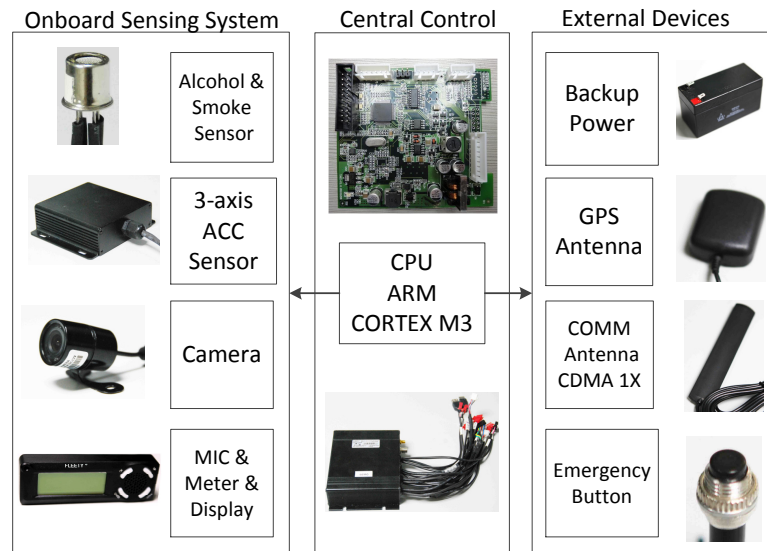 Onboard Sensing System
Alcohol &
Smoke
Sensor
3-axis
ACC
Sensor
Camera
MIC &
Meter &
Display
Central Control
CPU
ARM
CORTEX M3
External Devices
Backup
Power
GPS
Antenna
COMM
Antenna
CDMA 1X
Emergency
Button